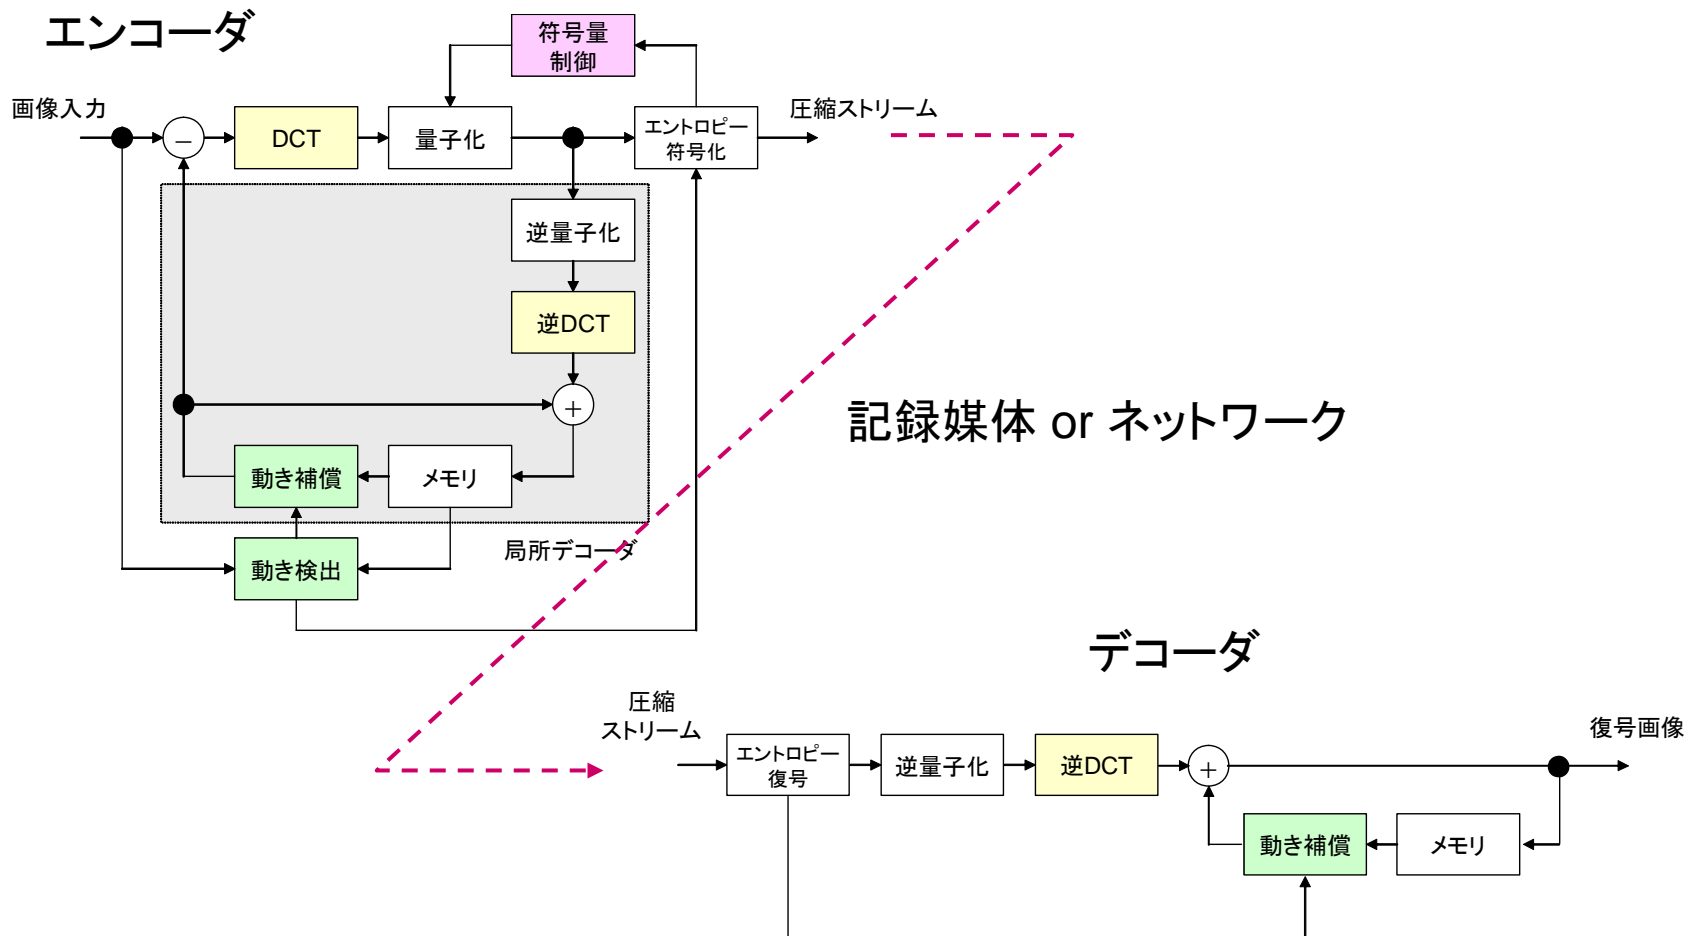 エンコーダ
符号量
制御
画像入力
圧縮ストリーム
−
DCT
量子化
エントロピー
符号化
逆量子化
逆DCT
+
記録媒体 or ネットワーク
動き補償
メモリ
局所デコーダ
動き検出
デコーダ
圧縮
ストリーム
復号画像
エントロピー
復号
逆量子化
逆DCT
+
動き補償
メモリ